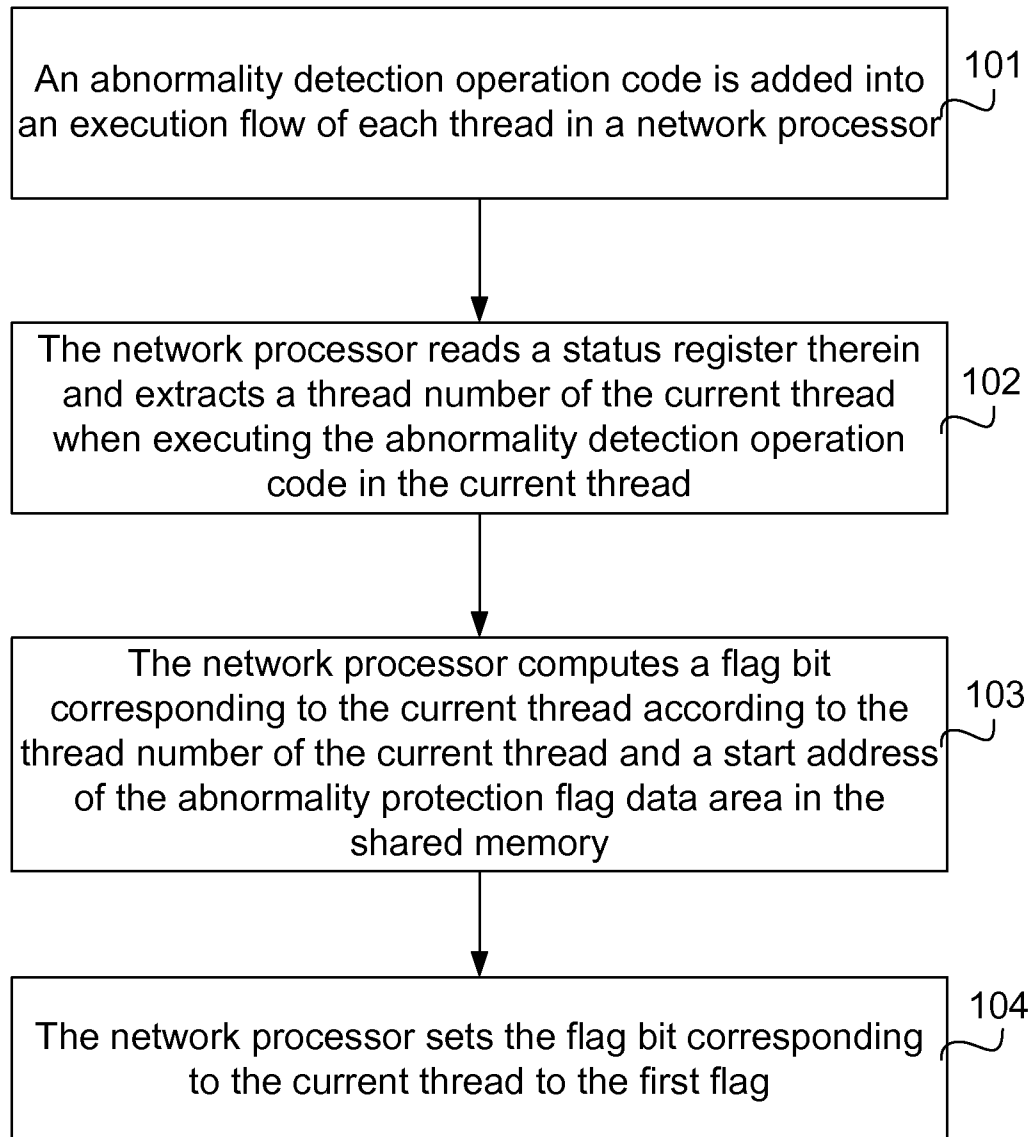 An abnormality detection operation code is added into
an execution flow of each thread in a network processor
101
The network processor reads a status register therein
and extracts a thread number of the current thread
when executing the abnormality detection operation
code in the current thread
102
The network processor computes a flag bit
corresponding to the current thread according to the
thread number of the current thread and a start address
of the abnormality protection flag data area in the
shared memory
103
The network processor sets the flag bit corresponding
to the current thread to the first flag
104